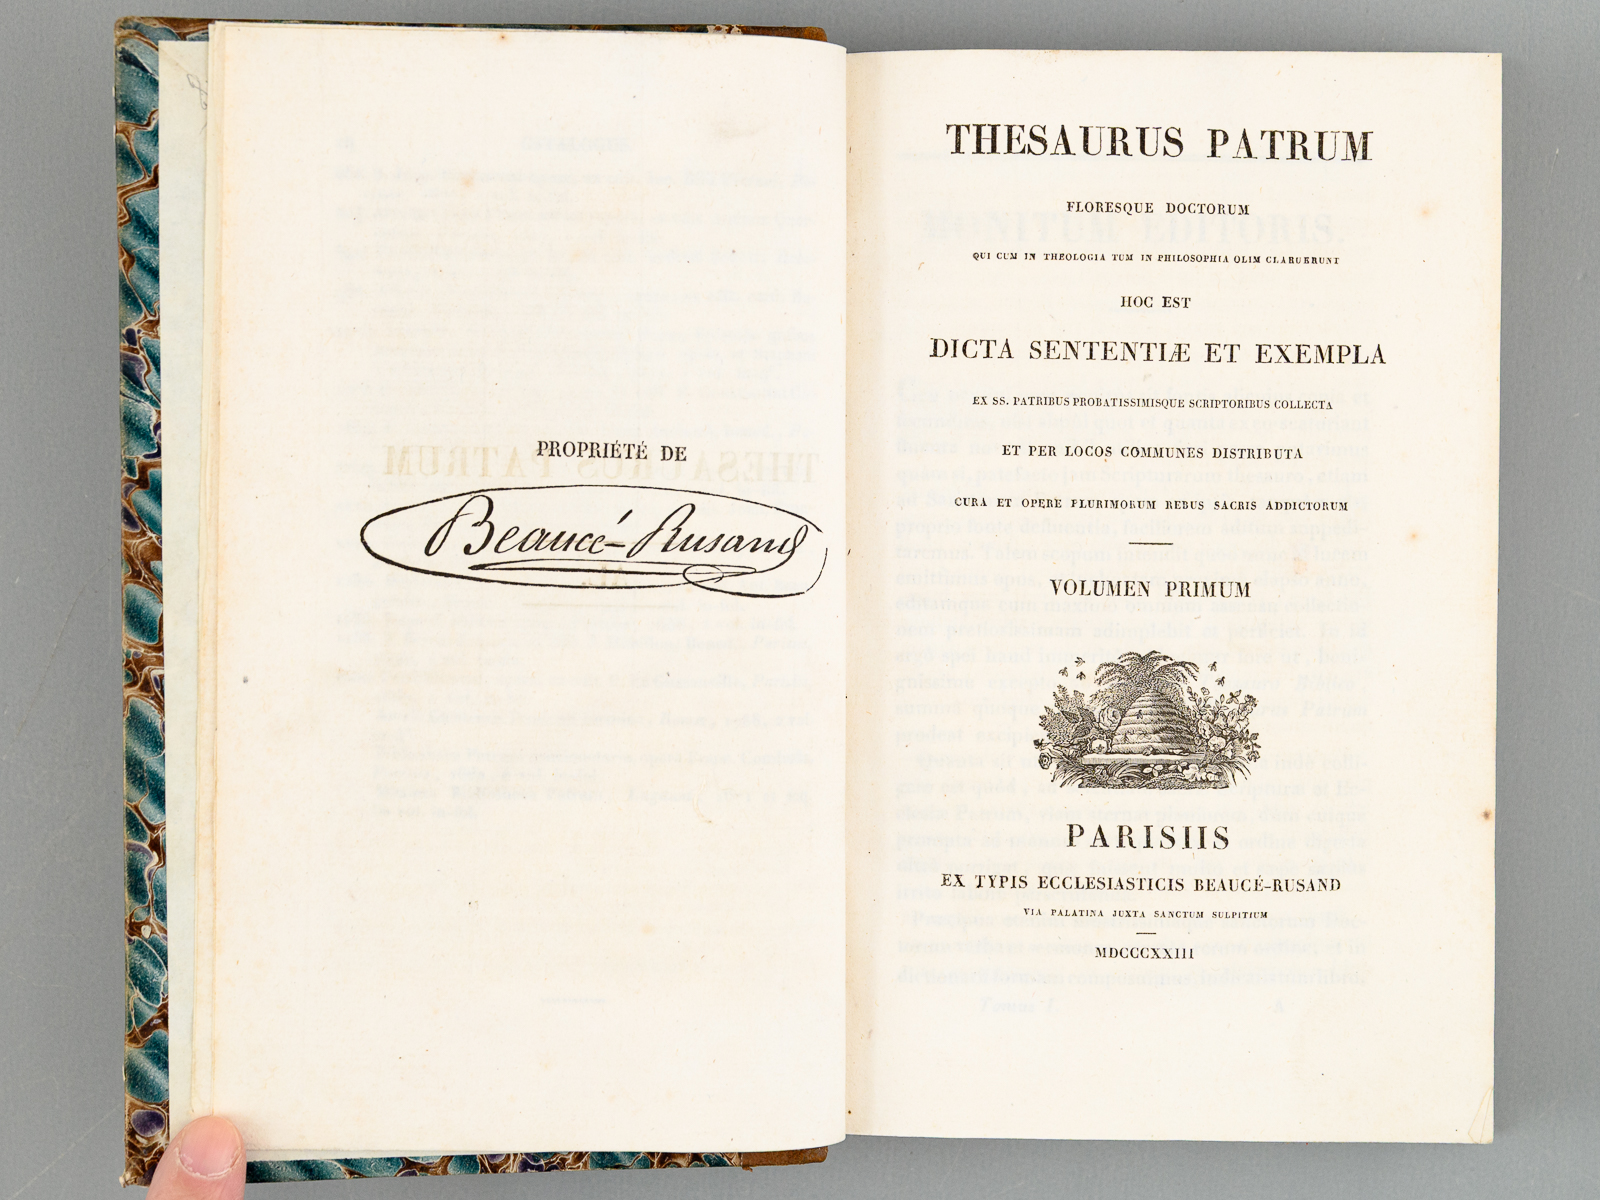 PROPRIÉTÉ DE
Beaucé-Rusand
THESAURUS PATRUM
FLORESQUE DOCTORUM
QUI CUM IN THEOLOGIA TUM IN PHILOSOPHIA OLIM CLARUERUNT
HOC EST
DICTA SENTENTIÆ ET EXEMPLA
EX SS. PATRIBUS PROBATISSIMISQUE SCRIPTORIBUS COLLECTA
ET PER LOCOS COMMUNES DISTRIBUTA
CURA ET OPERE PLURIMORUM REBUS SACRIS ADDICTORUM
VOLUMEN PRIMUM
PARISIIS
EX TYPIS ECCLESIASTICIS BEAUCÉ-RUSAND
VIA PALATINA JUXTA SANCTUM SULPITIUM
MDCCCXXIII